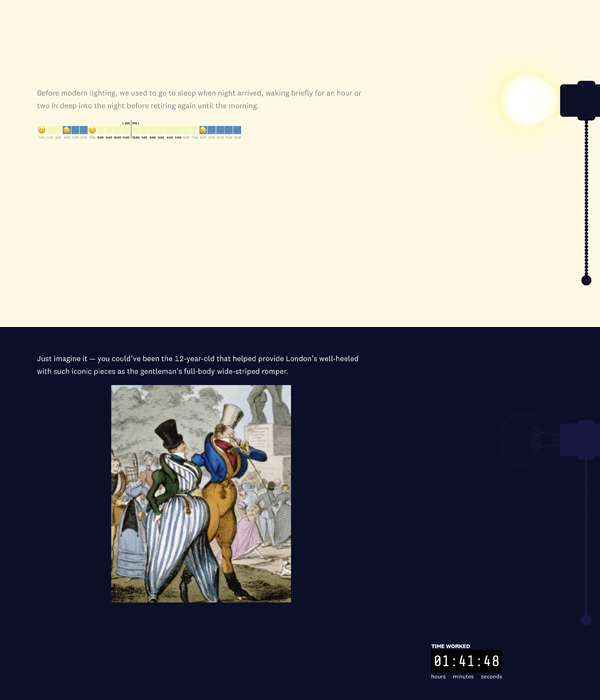 Before modern lighting, we used to go to sleep when night arrived, waking briefly for an hour or
two in deep into the night before retiring again until the morning.
Just imagine it — you could've been the 12-year-old that helped provide London's well-heeled
with such iconic pieces as the gentleman's full-body wide-striped romper.
TIME WORKED
01:41:48
hours minutes seconds